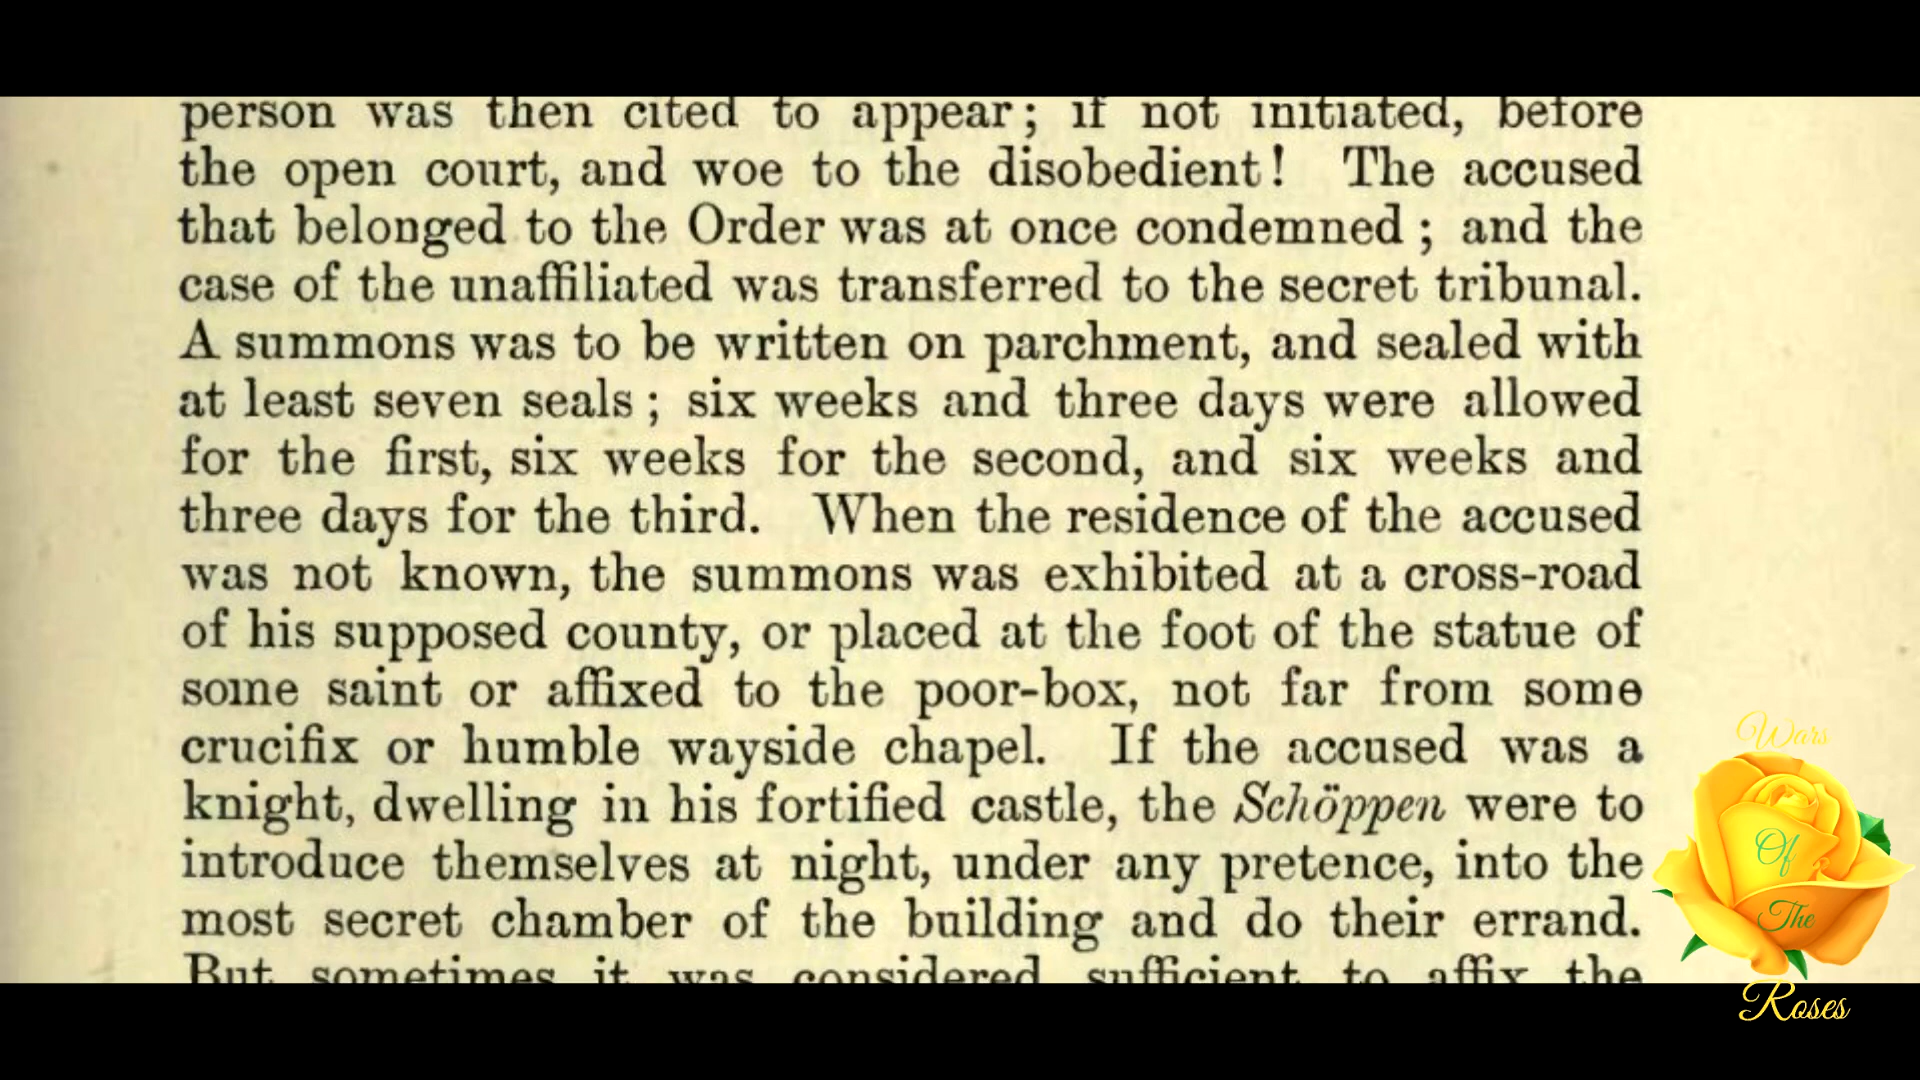 person was then cited to appear; if not initiated, before
the open court, and woe to the disobedient! The accused
that belonged to the Order was at once condemned; and the
case of the unaffiliated was transferred to the secret tribunal.
A summons was to be written on parchment, and sealed with
at least seven seals; six weeks and three days were allowed
for the first, six weeks for the second, and six weeks and
three days for the third. When the residence of the accused
was not known, the summons was exhibited at a cross-road
of his supposed county, or placed at the foot of the statue of
some saint or affixed to the poor-box, not far from some
crucifix or humble wayside chapel. If the accused was a
knight, dwelling in his fortified castle, the Schöppen were to
introduce themselves at night, under any pretence, into the
most secret chamber of the building and do their errand.
But sometimes it was considered sufficient to affix the
Wars
Of
The
Roses